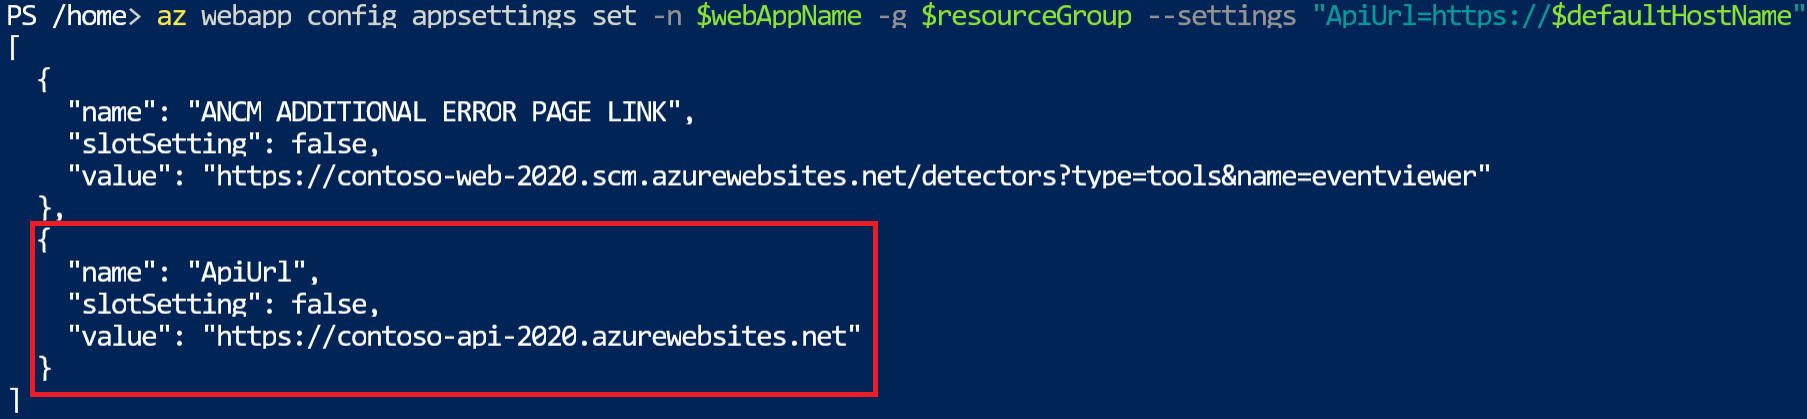 PS /home> az webapp config appsettings set -n $webAppName -g $resourceGroup --settings "ApiUrl=https://$defaultHostName"
[
  {
    "name": "ANCM ADDITIONAL ERROR PAGE LINK",
    "slotSetting": false,
    "value": "https://contoso-web-2020.scm.azurewebsites.net/detectors?type=tools&name=eventviewer"
  },
  {
    "name": "ApiUrl",
    "slotSetting": false,
    "value": "https://contoso-api-2020.azurewebsites.net"
  }
]